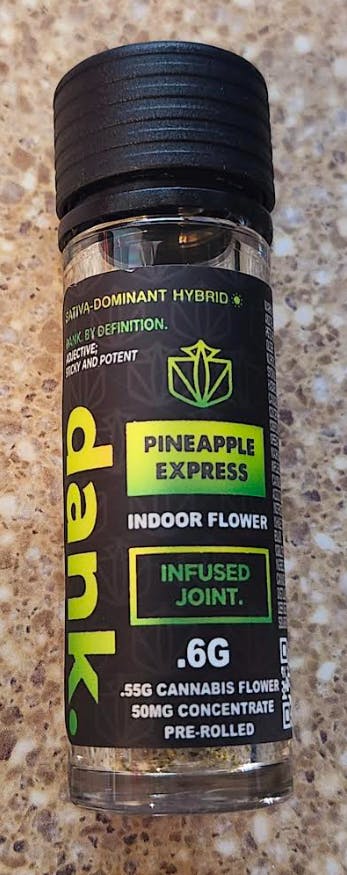 SATIVA-DOMINANT HYBRID
DANK. BY DEFINITION.
ADJECTIVE;
STICKY AND POTENT
dank.
PINEAPPLE
EXPRESS
INDOOR FLOWER
INFUSED
JOINT.
.6G
.55G CANNABIS FLOWER
50MG CONCENTRATE
PRE-ROLLED